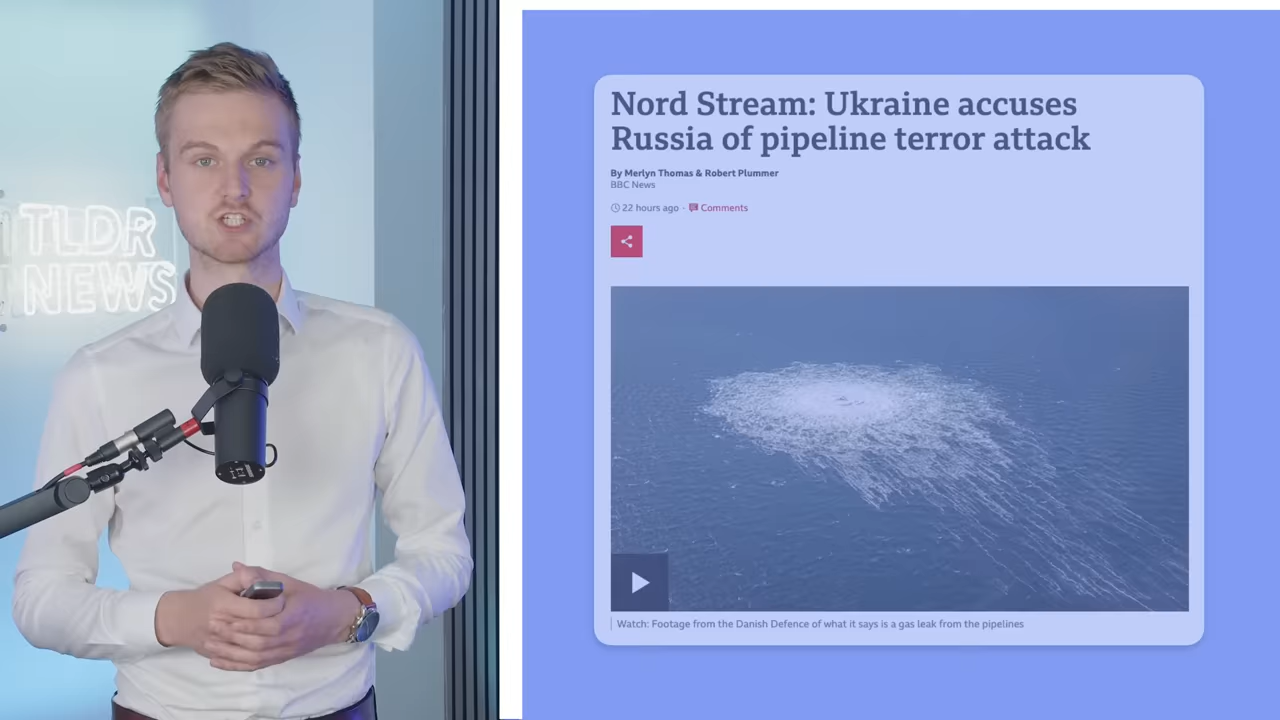 TLDR
NEWS
Nord Stream: Ukraine accuses
Russia of pipeline terror attack
By Merlyn Thomas & Robert Plummer
BBC News
22 hours ago · Comments
Watch: Footage from the Danish Defence of what it says is a gas leak from the pipelines